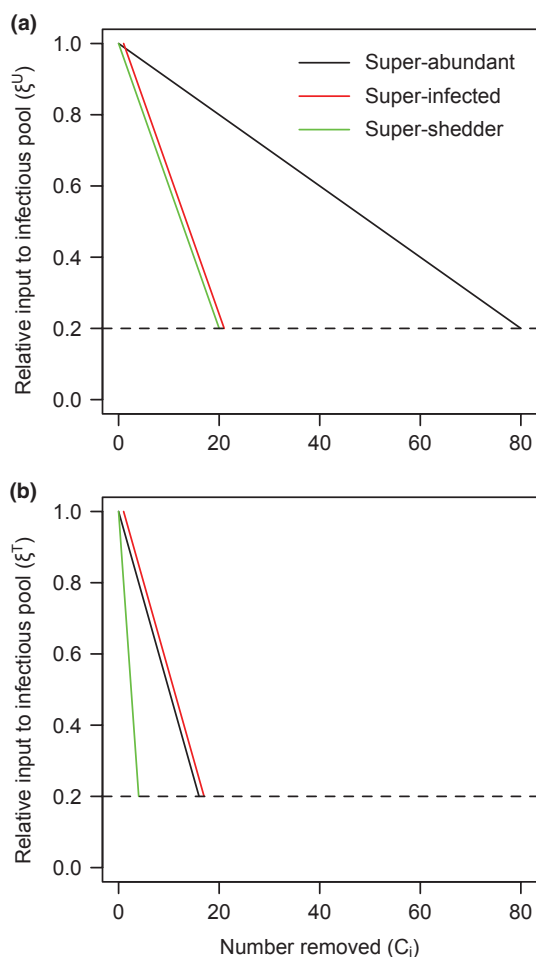 (a)
1.0
0.8
0.6
0.4
0.2
0.0
Relative input to infectious pool (ξᵁ)
Super-abundant
Super-infected
Super-shedder
0 20 40 60 80
(b)
1.0
0.8
0.6
0.4
0.2
0.0
Relative input to infectious pool (ξᵀ)
0 20 40 60 80
Number removed (Cᵢ)